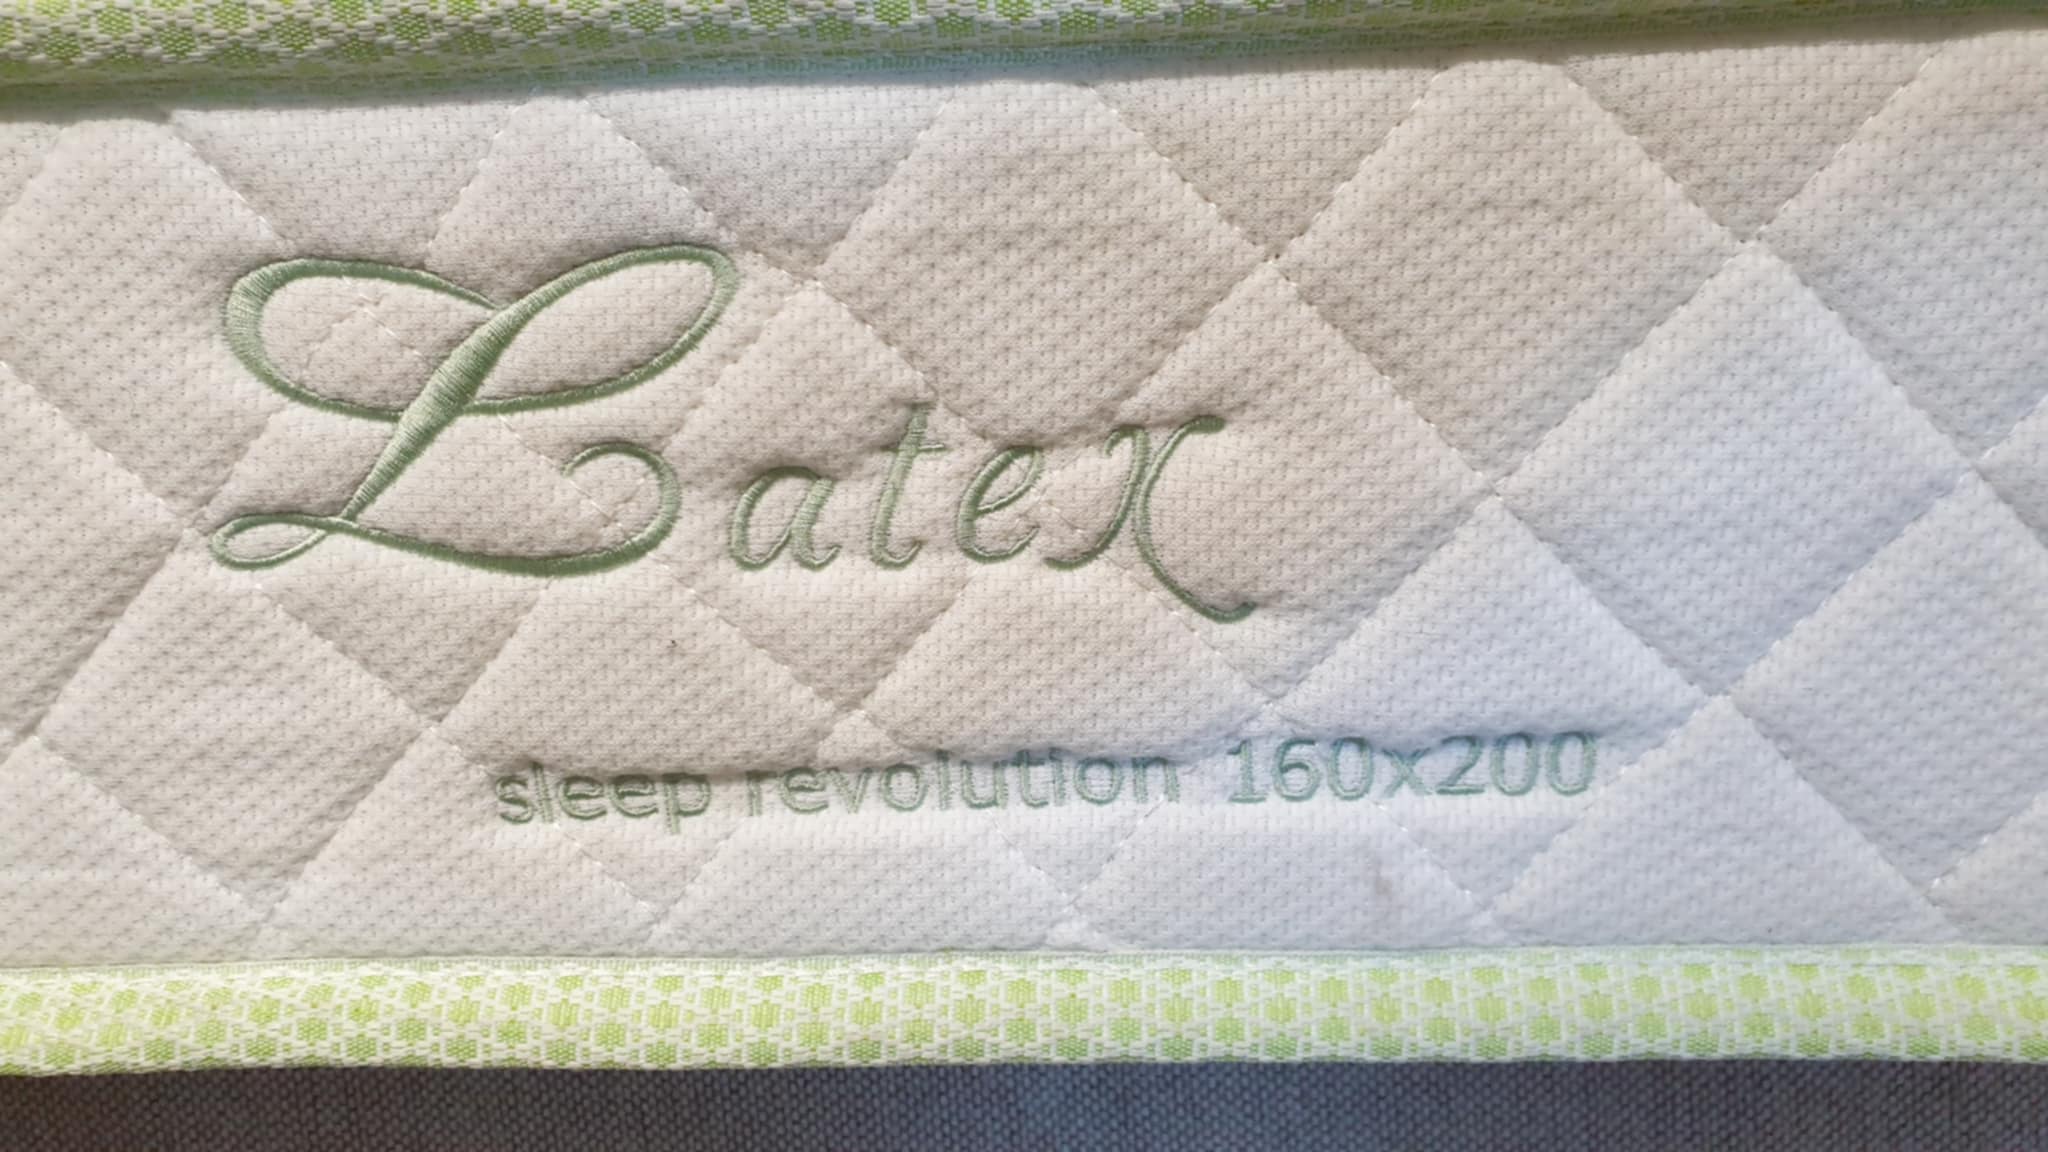 Latex
sleep revolution 160x200